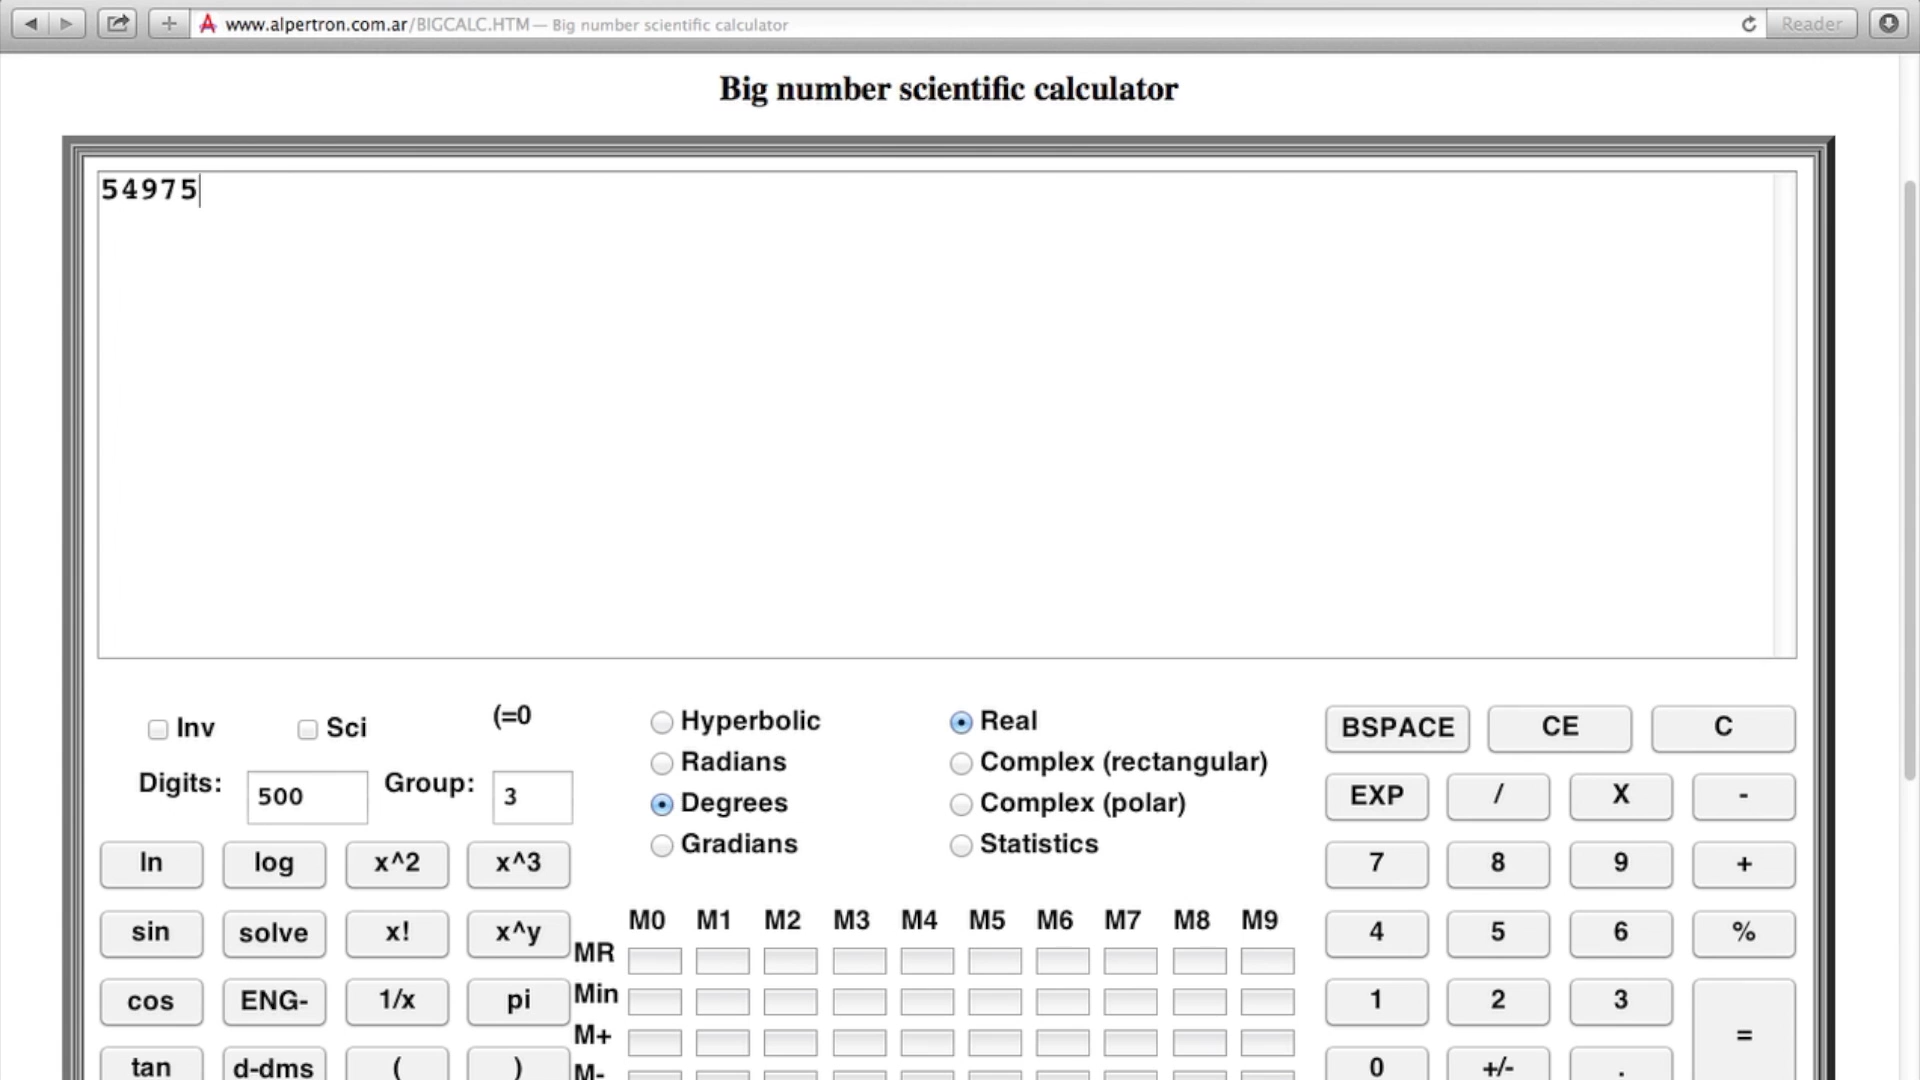 www.alpertron.com.ar/BIGCALC.HTM — Big number scientific calculator
Reader
Big number scientific calculator
54975
Inv Sci (=0
Digits: 500 Group: 3
Hyperbolic
Radians
Degrees
Gradians
Real
Complex (rectangular)
Complex (polar)
Statistics
BSPACE CE C
EXP / X -
ln log x^2 x^3
7 8 9 +
sin solve x! x^y
M0 M1 M2 M3 M4 M5 M6 M7 M8 M9
MR
4 5 6 %
cos ENG- 1/x pi
Min
1 2 3 =
M+
tan d-dms ( )
M-
0 +/- .